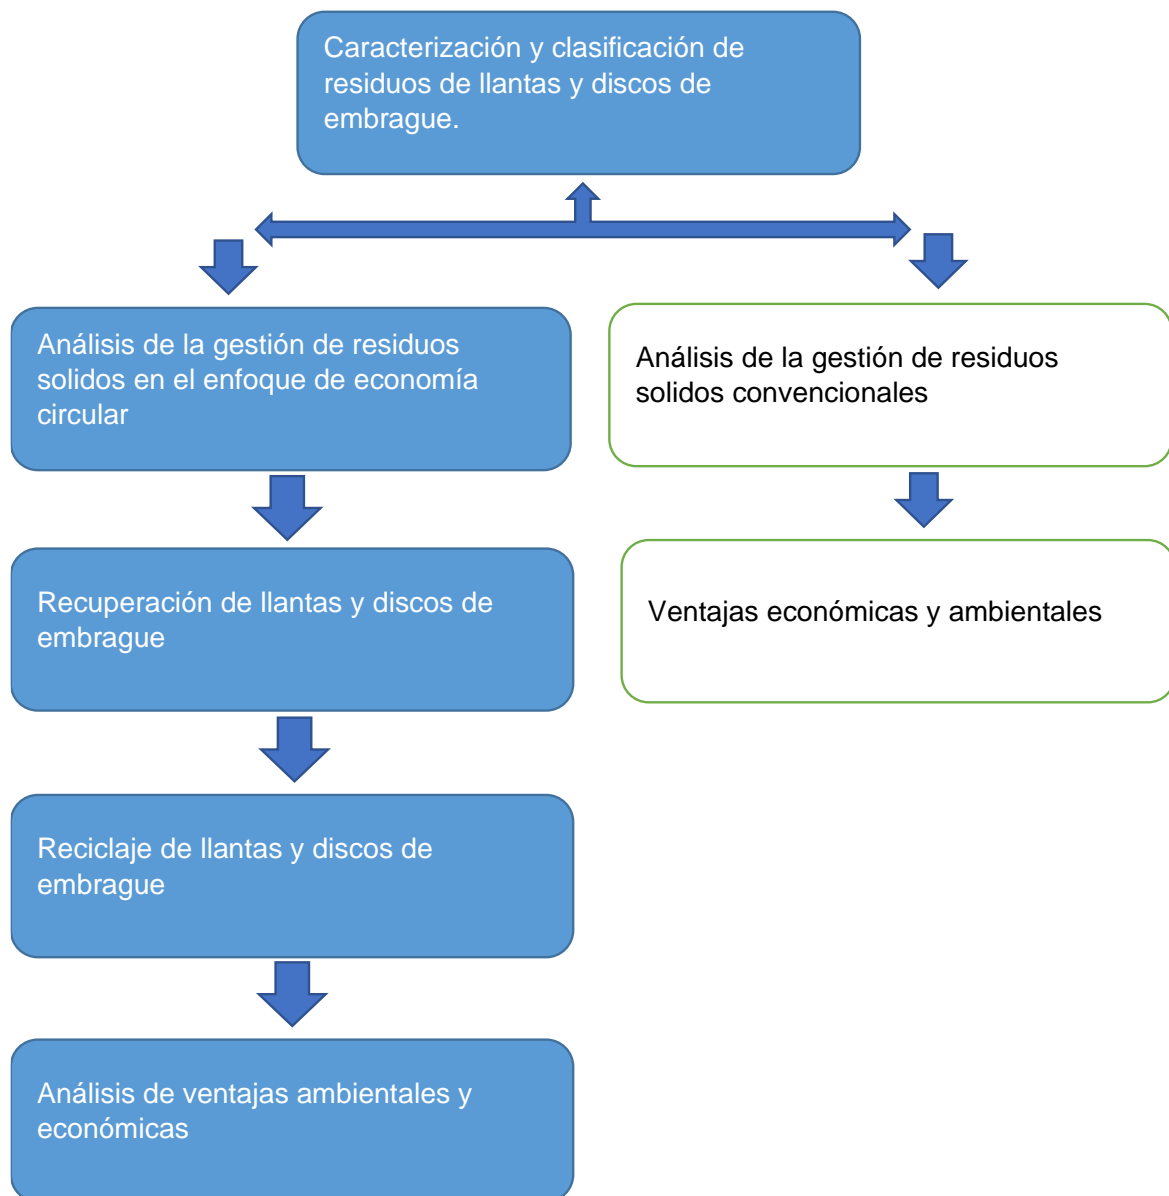 Caracterización y clasificación de
residuos de llantas y discos de
embrague.
Análisis de la gestión de residuos
solidos en el enfoque de economía
circular
Análisis de la gestión de residuos
solidos convencionales
Recuperación de llantas y discos de
embrague
Ventajas económicas y ambientales
Reciclaje de llantas y discos de
embrague
Análisis de ventajas ambientales y
económicas